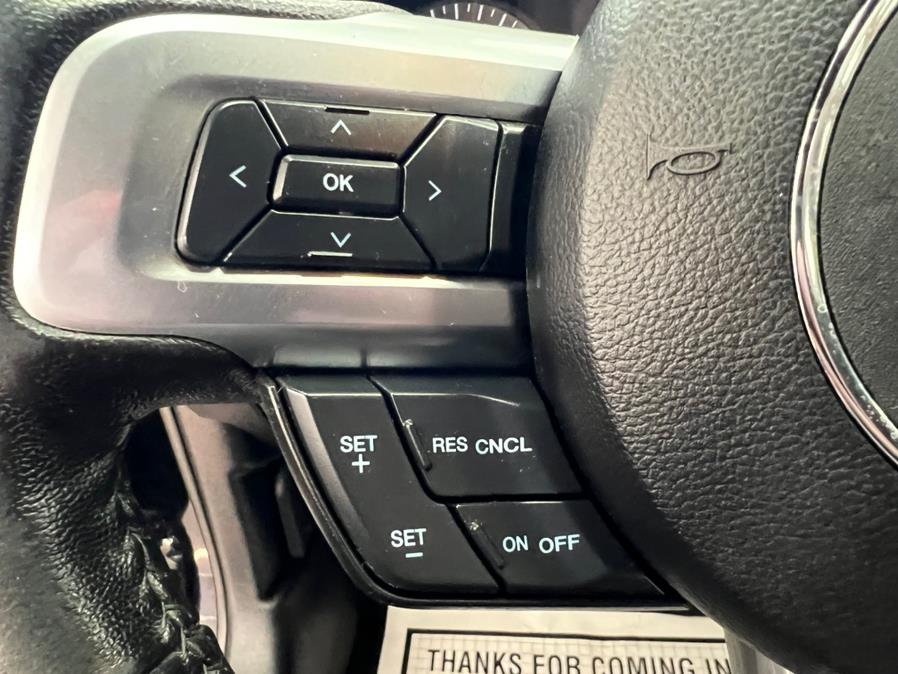 OK
SET
+
RES CNCL
SET
−
ON OFF
THANKS FOR COMING IN